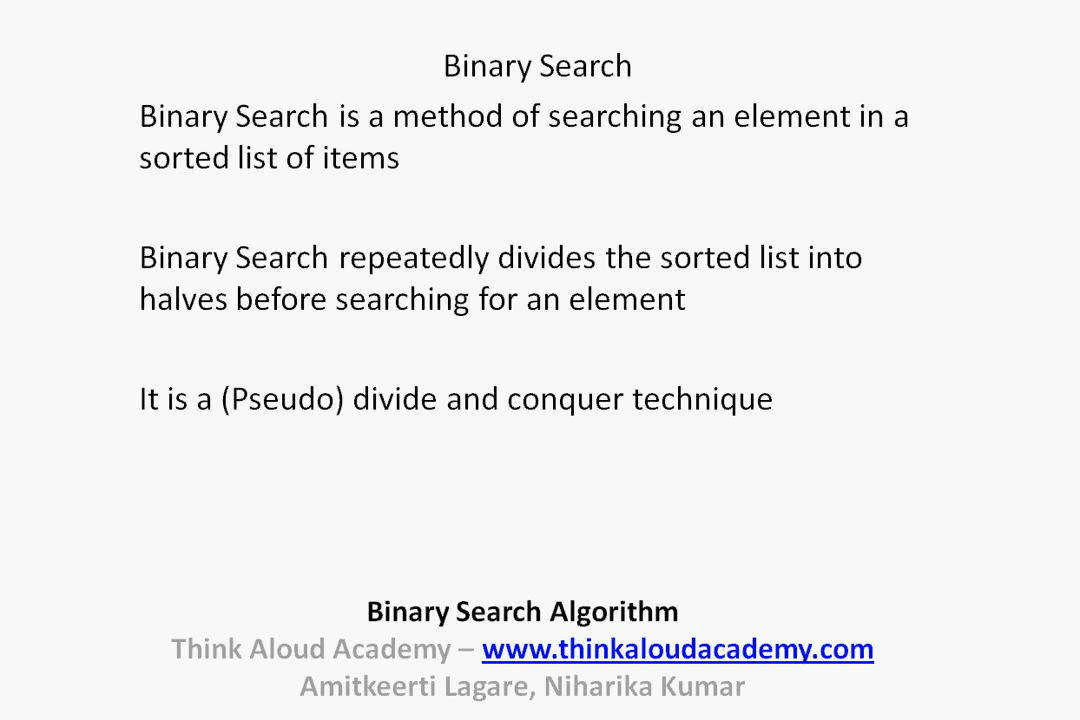 Binary Search
Binary Search is a method of searching an element in a
sorted list of items
Binary Search repeatedly divides the sorted list into
halves before searching for an element
It is a (Pseudo) divide and conquer technique
Binary Search Algorithm
Think Aloud Academy – www.thinkaloudacademy.com
Amitkeerti Lagare, Niharika Kumar